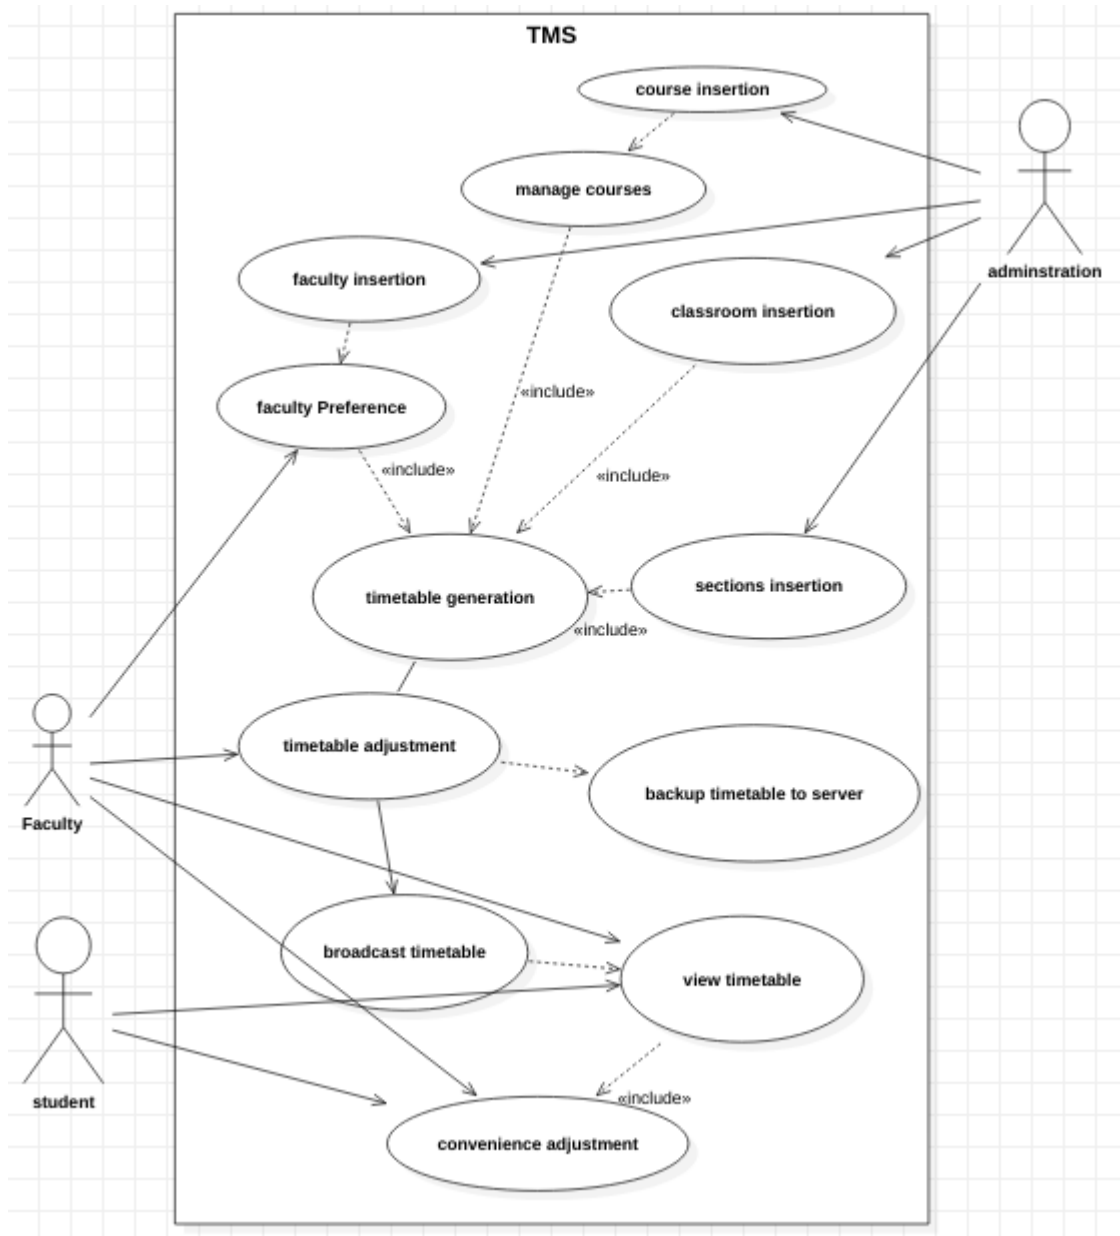 TMS
course insertion
manage courses
adminstration
faculty insertion
classroom insertion
«include»
faculty Preference
«include»
«include»
sections insertion
timetable generation
«include»
timetable adjustment
backup timetable to server
Faculty
broadcast timetable
view timetable
student
«include»
convenience adjustment